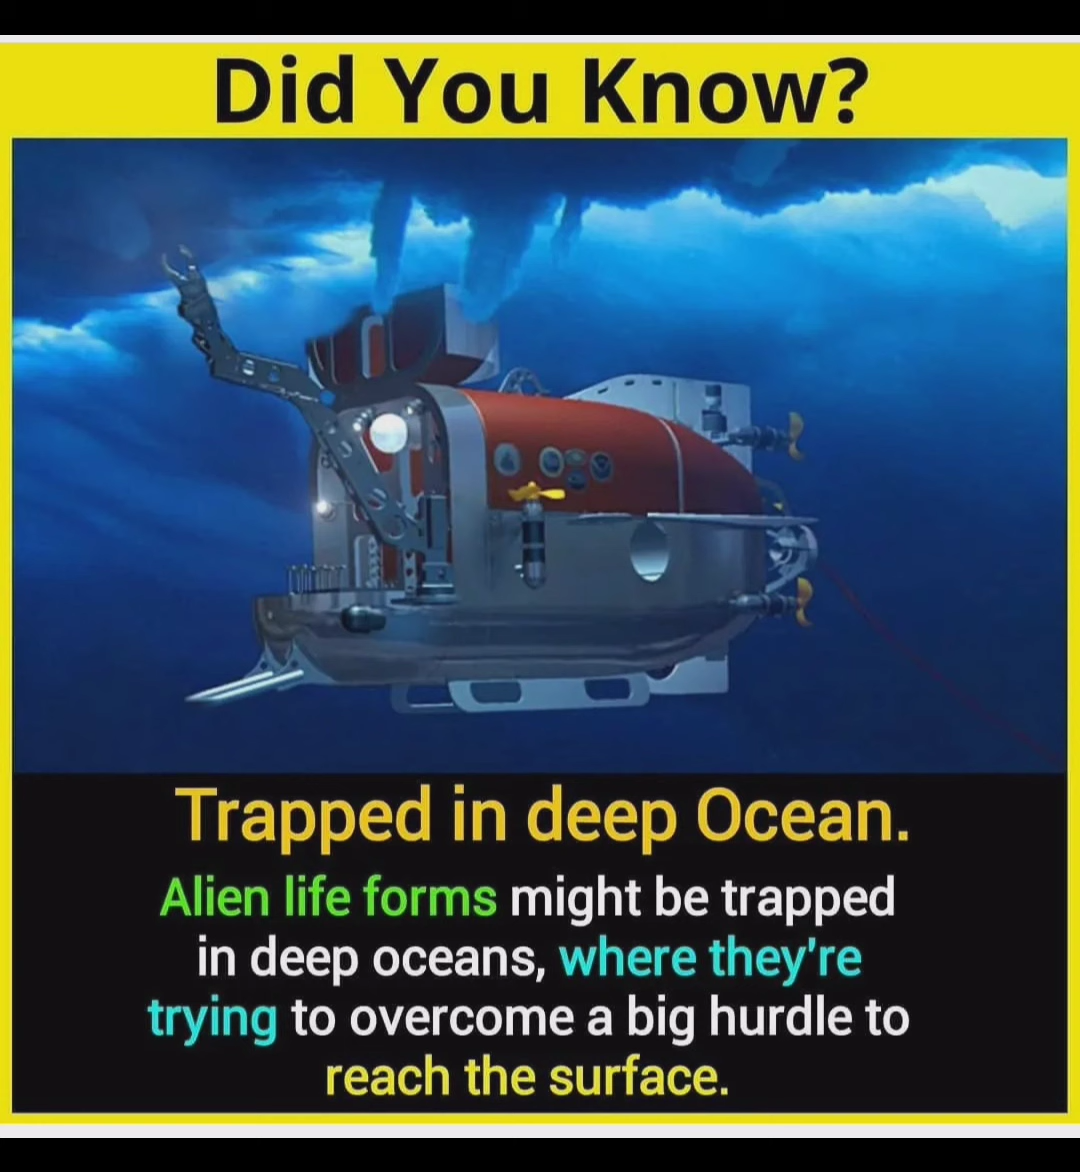 Did You Know?
Trapped in deep Ocean.
Alien life forms might be trapped
in deep oceans, where they're
trying to overcome a big hurdle to
reach the surface.